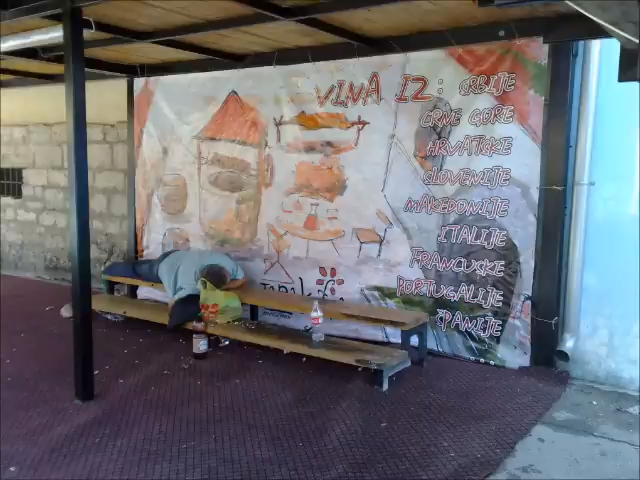 VINA IZ: SRBIJE
CRNE GORE
HRVATSKE
SLOVENIJE
MAKEDONIJE
ITALIJE
FRANCUSKE
PORTUGALIJE
ŠPANIJE